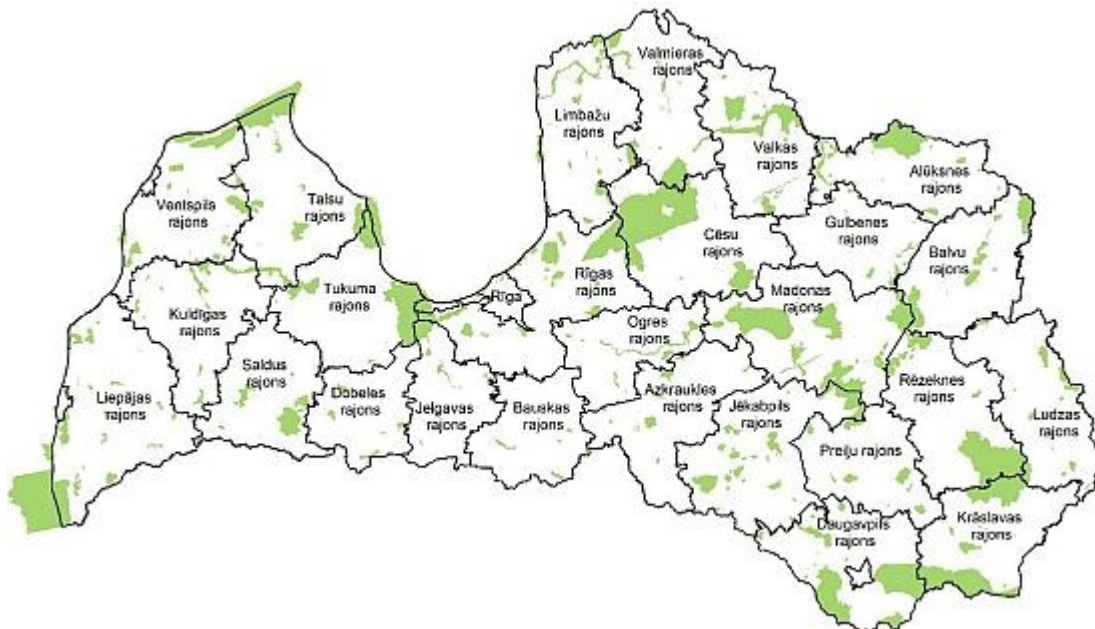 Valmieras
rajons
Limbažu
rajons
Valkas
rajons
Alūksnes
rajons
Ventspils
rajons
Talsu
rajons
Gulbenes
rajons
Cēsu
rajons
Balvu
rajons
Rīgas
rajons
Tukuma
rajons
Rīga
Madonas
rajons
Kuldīgas
rajons
Ogres
rajons
Saldus
rajons
Liepājas
rajons
Dobeles
rajons
Jelgavas
rajons
Bauskas
rajons
Azkraukles
rajons
Jēkabpils
rajons
Rēzeknes
rajons
Ludzas
rajons
Preiļu rajons
Daugavpils
rajons
Krāslavas
rajons